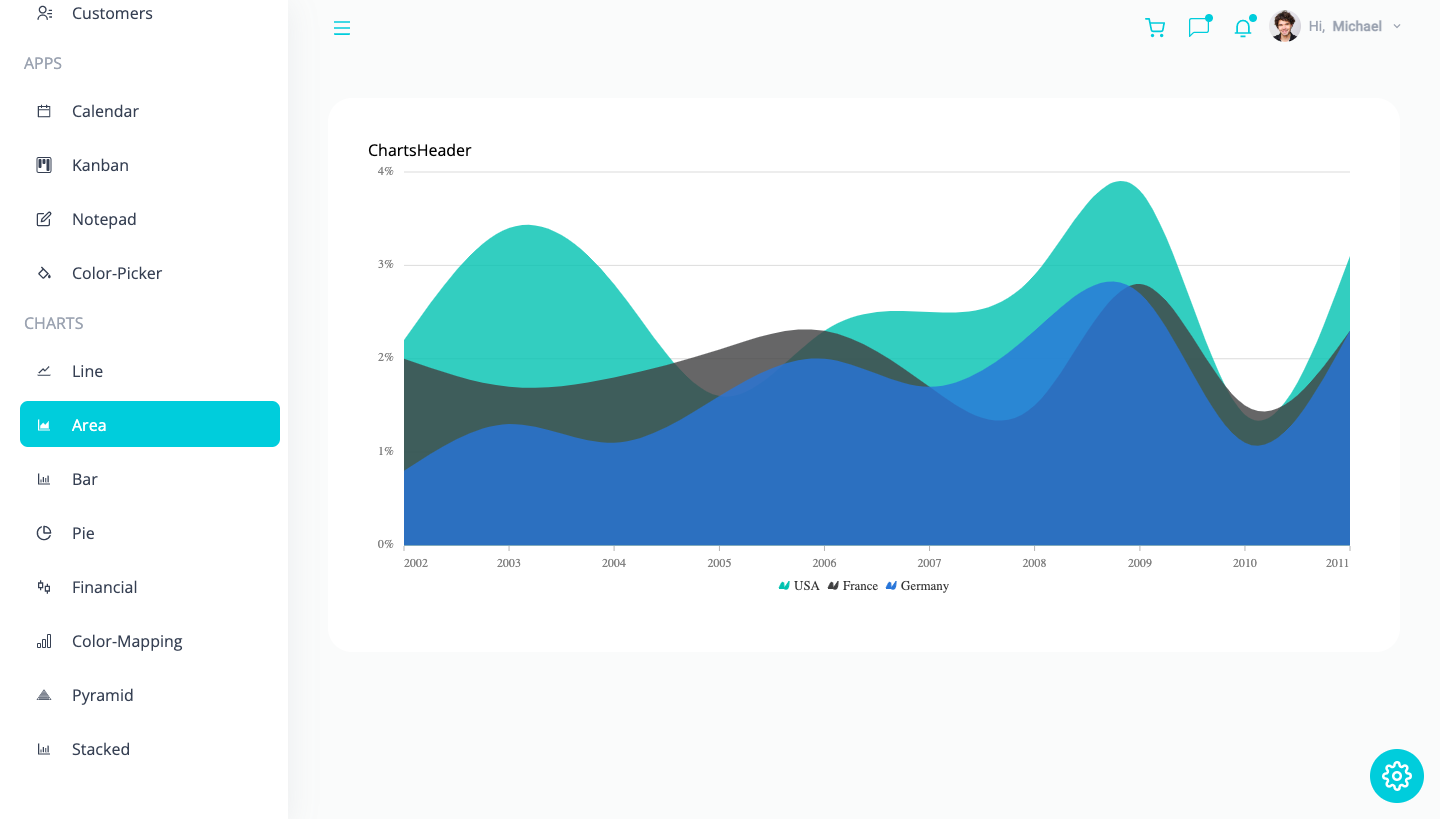 Customers
APPS
Calendar
Kanban
Notepad
Color-Picker
CHARTS
Line
Area
Bar
Pie
Financial
Color-Mapping
Pyramid
Stacked
Hi, Michael
ChartsHeader
4%
3%
2%
1%
0%
2002 2003 2004 2005 2006 2007 2008 2009 2010 2011
USA France Germany